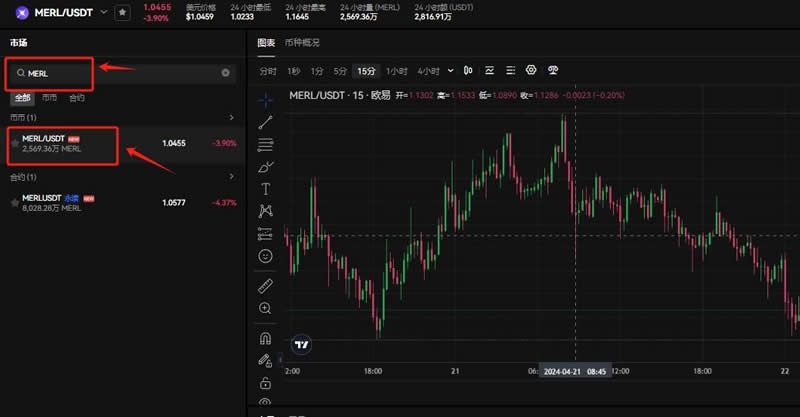 MERL/USDT
1.0455
-3.90%
美元价格
$1.0459
24 小时最低
1.0233
24 小时最高
1.1645
24 小时量 (MERL)
2,569.36万
24 小时额 (USDT)
2,816.91万
市场
MERL
全部 币币 合约
币币 (1)
MERL/USDT NEW
2,569.36万 MERL
1.0455
-3.90%
合约 (1)
MERLUSDT 永续 NEW
8,028.28万 MERL
1.0577
-4.37%
图表 币种概况
分时 1秒 1分 5分 15分 1小时 4小时
MERL/USDT · 15 · 欧易 开=1.1302 高=1.1533 低=1.0890 收=1.1286 -0.0023 (-0.20%)
2:00 18:00 21 06: 2024-04-21 08:45 12:00 18:00 22